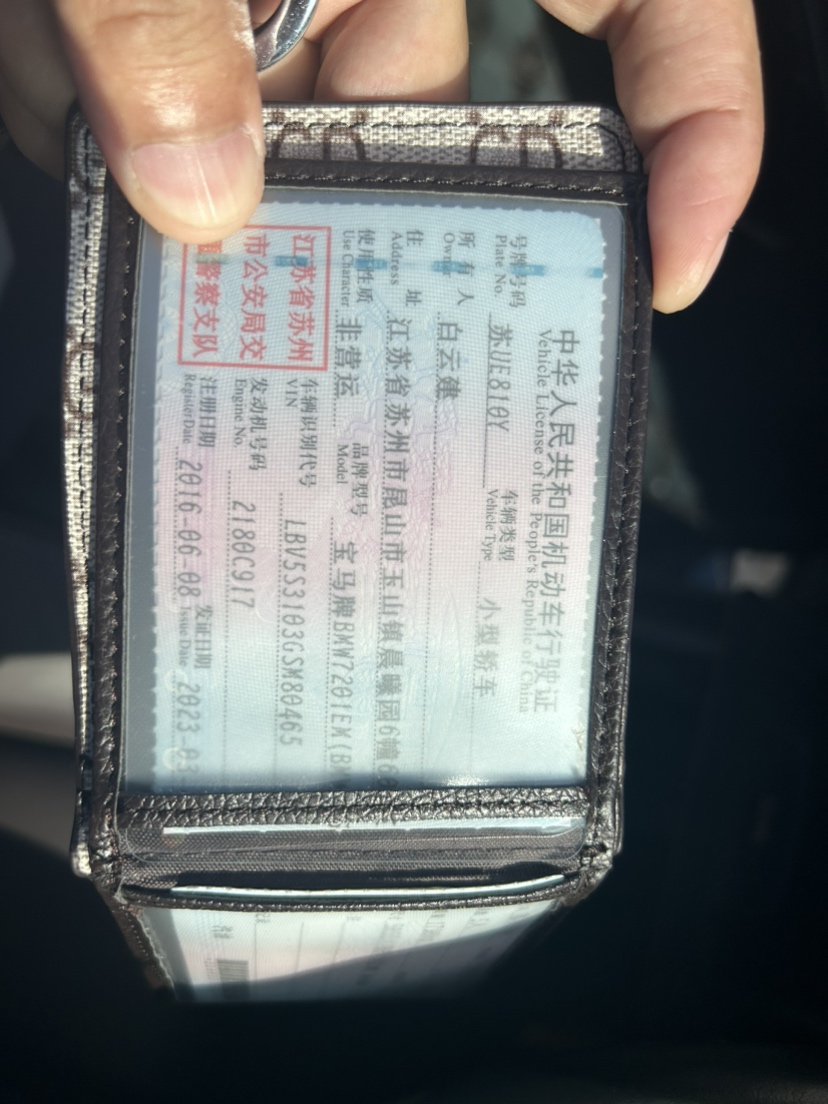 中华人民共和国机动车行驶证
Vehicle License of the People's Republic of China
号牌号码 苏UE810Y 车辆类型 小型轿车
Plate No. Vehicle Type
所有人 白云建
Owner
住址 江苏省苏州市昆山市玉山镇晨曦园6幢6
Address
使用性质 非营运 品牌型号 宝马牌BMW7201EM(BM
Use Character Model
江苏省苏州
市公安局交
警察支队
车辆识别代号 LBV5S3103GSM80465
VIN
发动机号码 2180C917
Engine No.
注册日期 2016-06-08 发证日期 2023-03
Register Date Issue Date